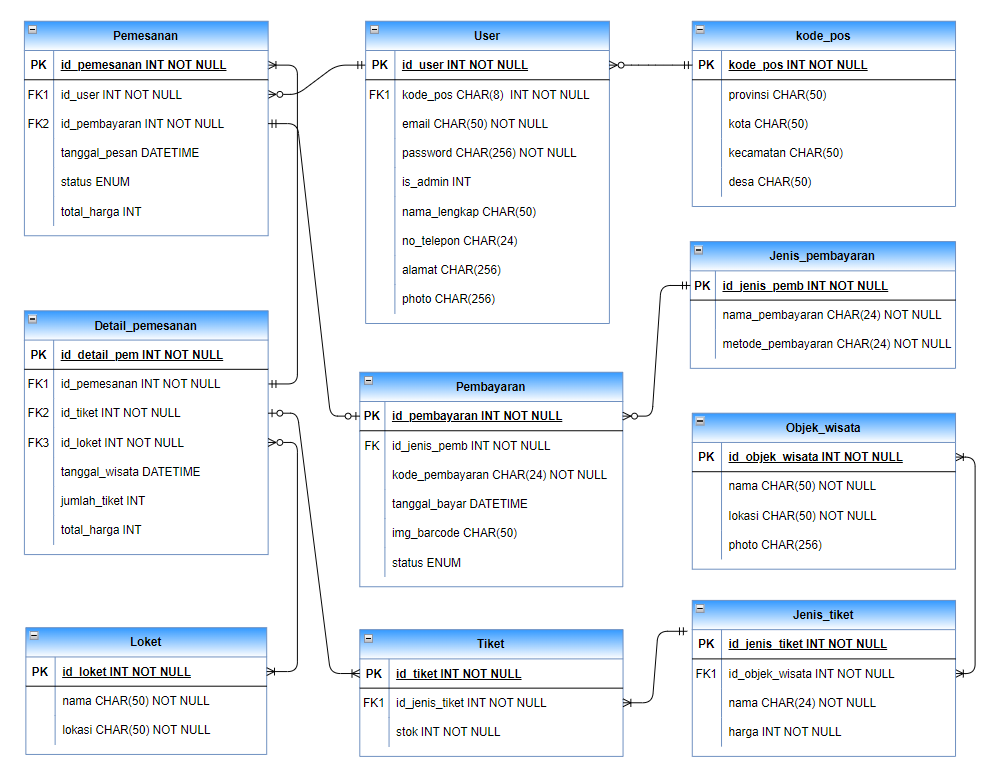 Pemesanan
PK id_pemesanan INT NOT NULL
FK1 id_user INT NOT NULL
FK2 id_pembayaran INT NOT NULL
tanggal_pesan DATETIME
status ENUM
total_harga INT
User
PK id_user INT NOT NULL
FK1 kode_pos CHAR(8) INT NOT NULL
email CHAR(50) NOT NULL
password CHAR(256) NOT NULL
is_admin INT
nama_lengkap CHAR(50)
no_telepon CHAR(24)
alamat CHAR(256)
photo CHAR(256)
kode_pos
PK kode_pos INT NOT NULL
provinsi CHAR(50)
kota CHAR(50)
kecamatan CHAR(50)
desa CHAR(50)
Jenis_pembayaran
PK id_jenis_pemb INT NOT NULL
nama_pembayaran CHAR(24) NOT NULL
metode_pembayaran CHAR(24) NOT NULL
Detail_pemesanan
PK id_detail_pem INT NOT NULL
FK1 id_pemesanan INT NOT NULL
FK2 id_tiket INT NOT NULL
FK3 id_loket INT NOT NULL
tanggal_wisata DATETIME
jumlah_tiket INT
total_harga INT
Pembayaran
PK id_pembayaran INT NOT NULL
FK id_jenis_pemb INT NOT NULL
kode_pembayaran CHAR(24) NOT NULL
tanggal_bayar DATETIME
img_barcode CHAR(50)
status ENUM
Objek_wisata
PK id_objek_wisata INT NOT NULL
nama CHAR(50) NOT NULL
lokasi CHAR(50) NOT NULL
photo CHAR(256)
Loket
PK id_loket INT NOT NULL
nama CHAR(50) NOT NULL
lokasi CHAR(50) NOT NULL
Tiket
PK id_tiket INT NOT NULL
FK1 id_jenis_tiket INT NOT NULL
stok INT NOT NULL
Jenis_tiket
PK id_jenis_tiket INT NOT NULL
FK1 id_objek_wisata INT NOT NULL
nama CHAR(24) NOT NULL
harga INT NOT NULL